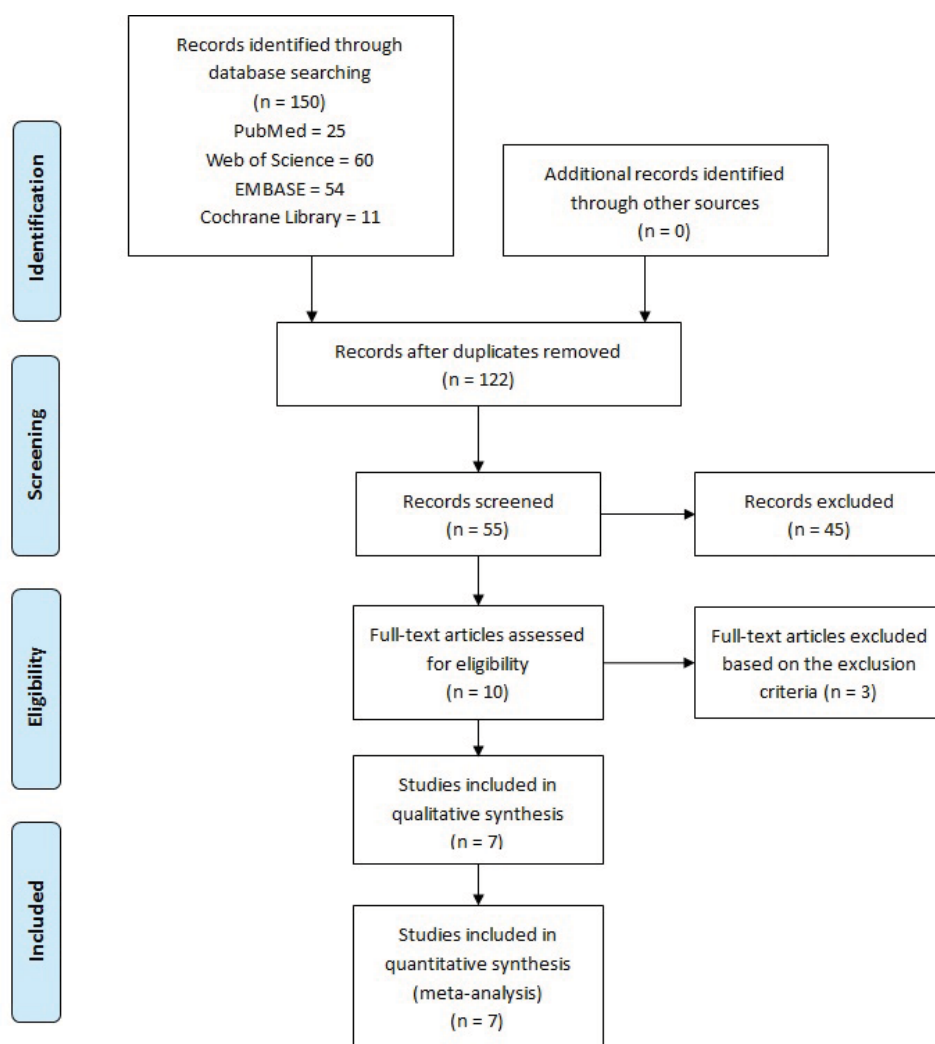 Records identified through
database searching
(n = 150)
PubMed = 25
Web of Science = 60
EMBASE = 54
Cochrane Library = 11
Additional records identified
through other sources
(n = 0)
Identification
Records after duplicates removed
(n = 122)
Screening
Records screened
(n = 55)
Records excluded
(n = 45)
Eligibility
Full-text articles assessed
for eligibility
(n = 10)
Full-text articles excluded
based on the exclusion
criteria (n = 3)
Studies included in
qualitative synthesis
(n = 7)
Included
Studies included in
quantitative synthesis
(meta-analysis)
(n = 7)